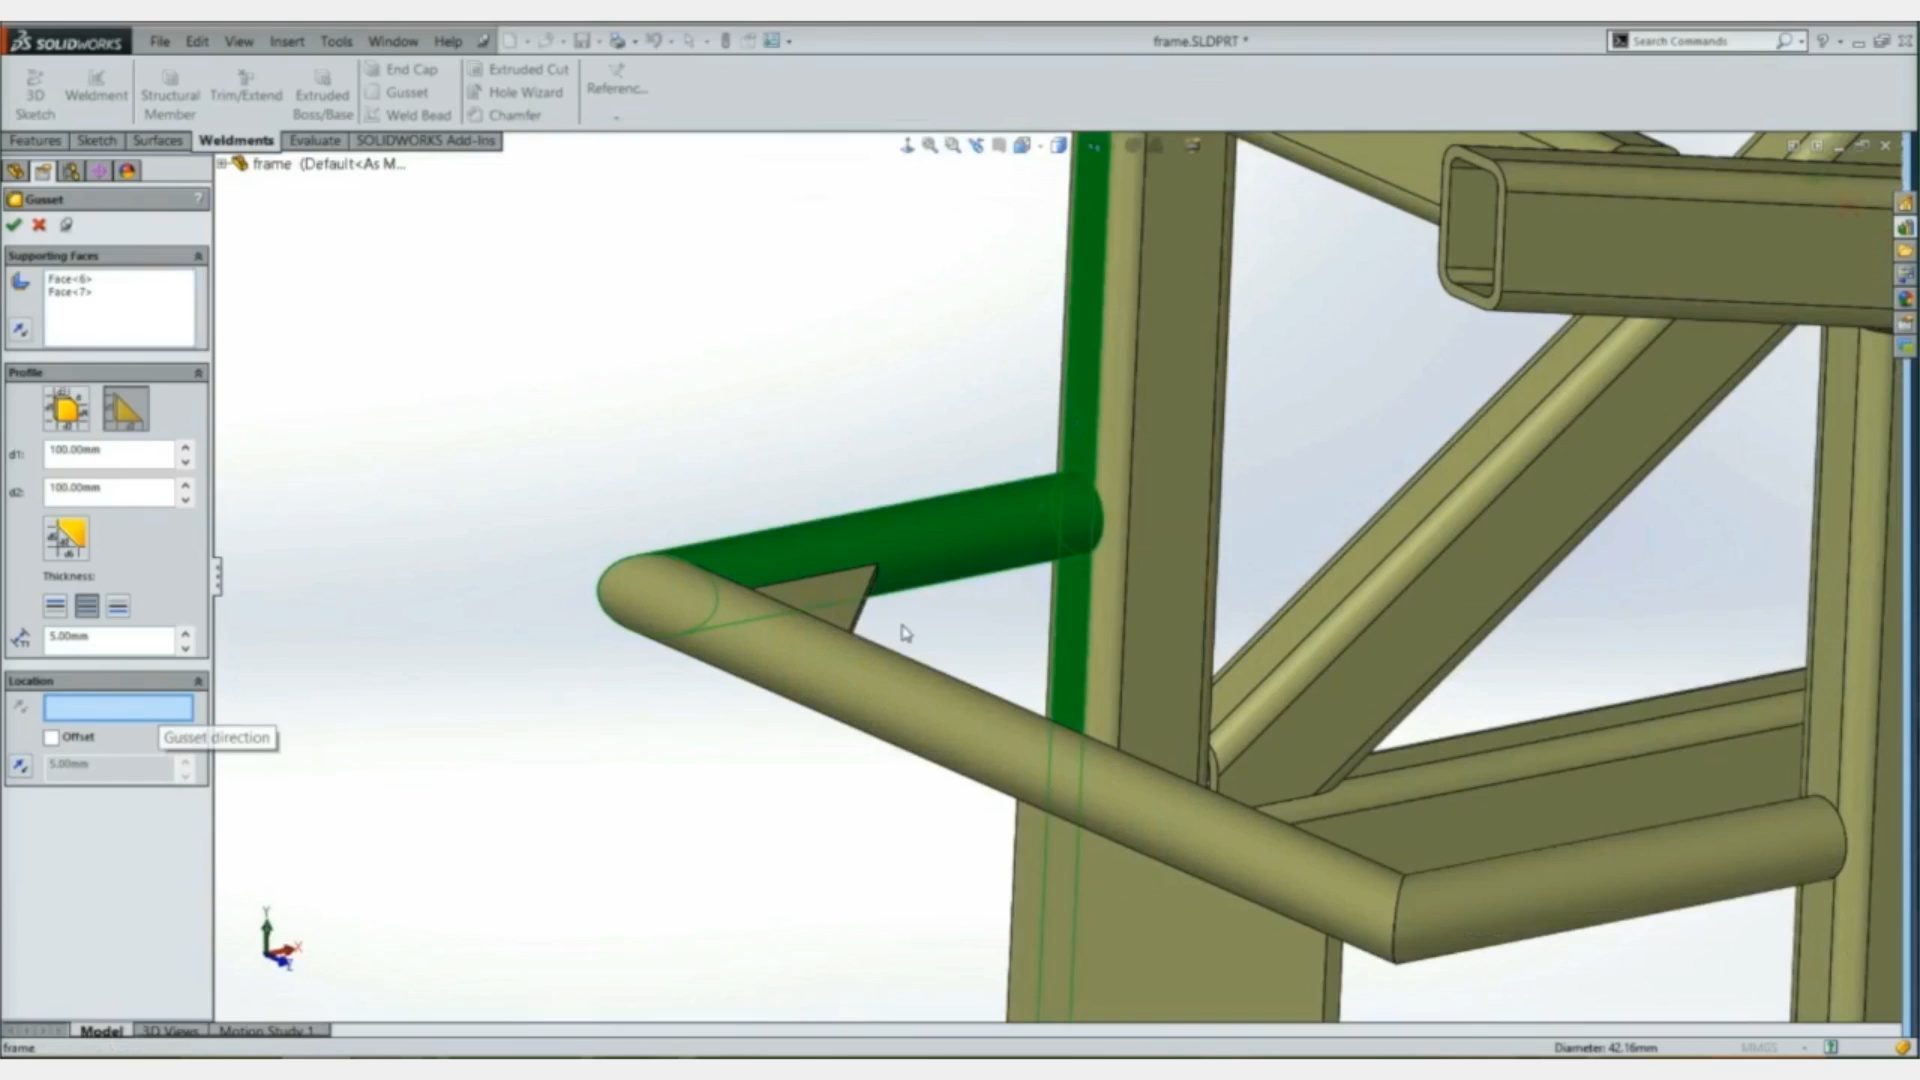 SOLIDWORKS File Edit View Insert Tools Window Help frame.SLDPRT * Search Commands
3D Sketch
Weldment
Structural Member
Trim/Extend
Extruded Boss/Base
End Cap
Gusset
Weld Bead
Extruded Cut
Hole Wizard
Chamfer
Referenc...
Features Sketch Surfaces Weldments Evaluate SOLIDWORKS Add-Ins
frame (Default<As M...
Gusset ?
Supporting Faces
Face<6>
Face<7>
Profile
d1: 100.00mm
d2: 100.00mm
Thickness:
5.00mm
Location
Offset
Gusset direction
5.00mm
Y
X
Z
Model 3D Views Motion Study 1
frame Diameter: 42.16mm MMGS